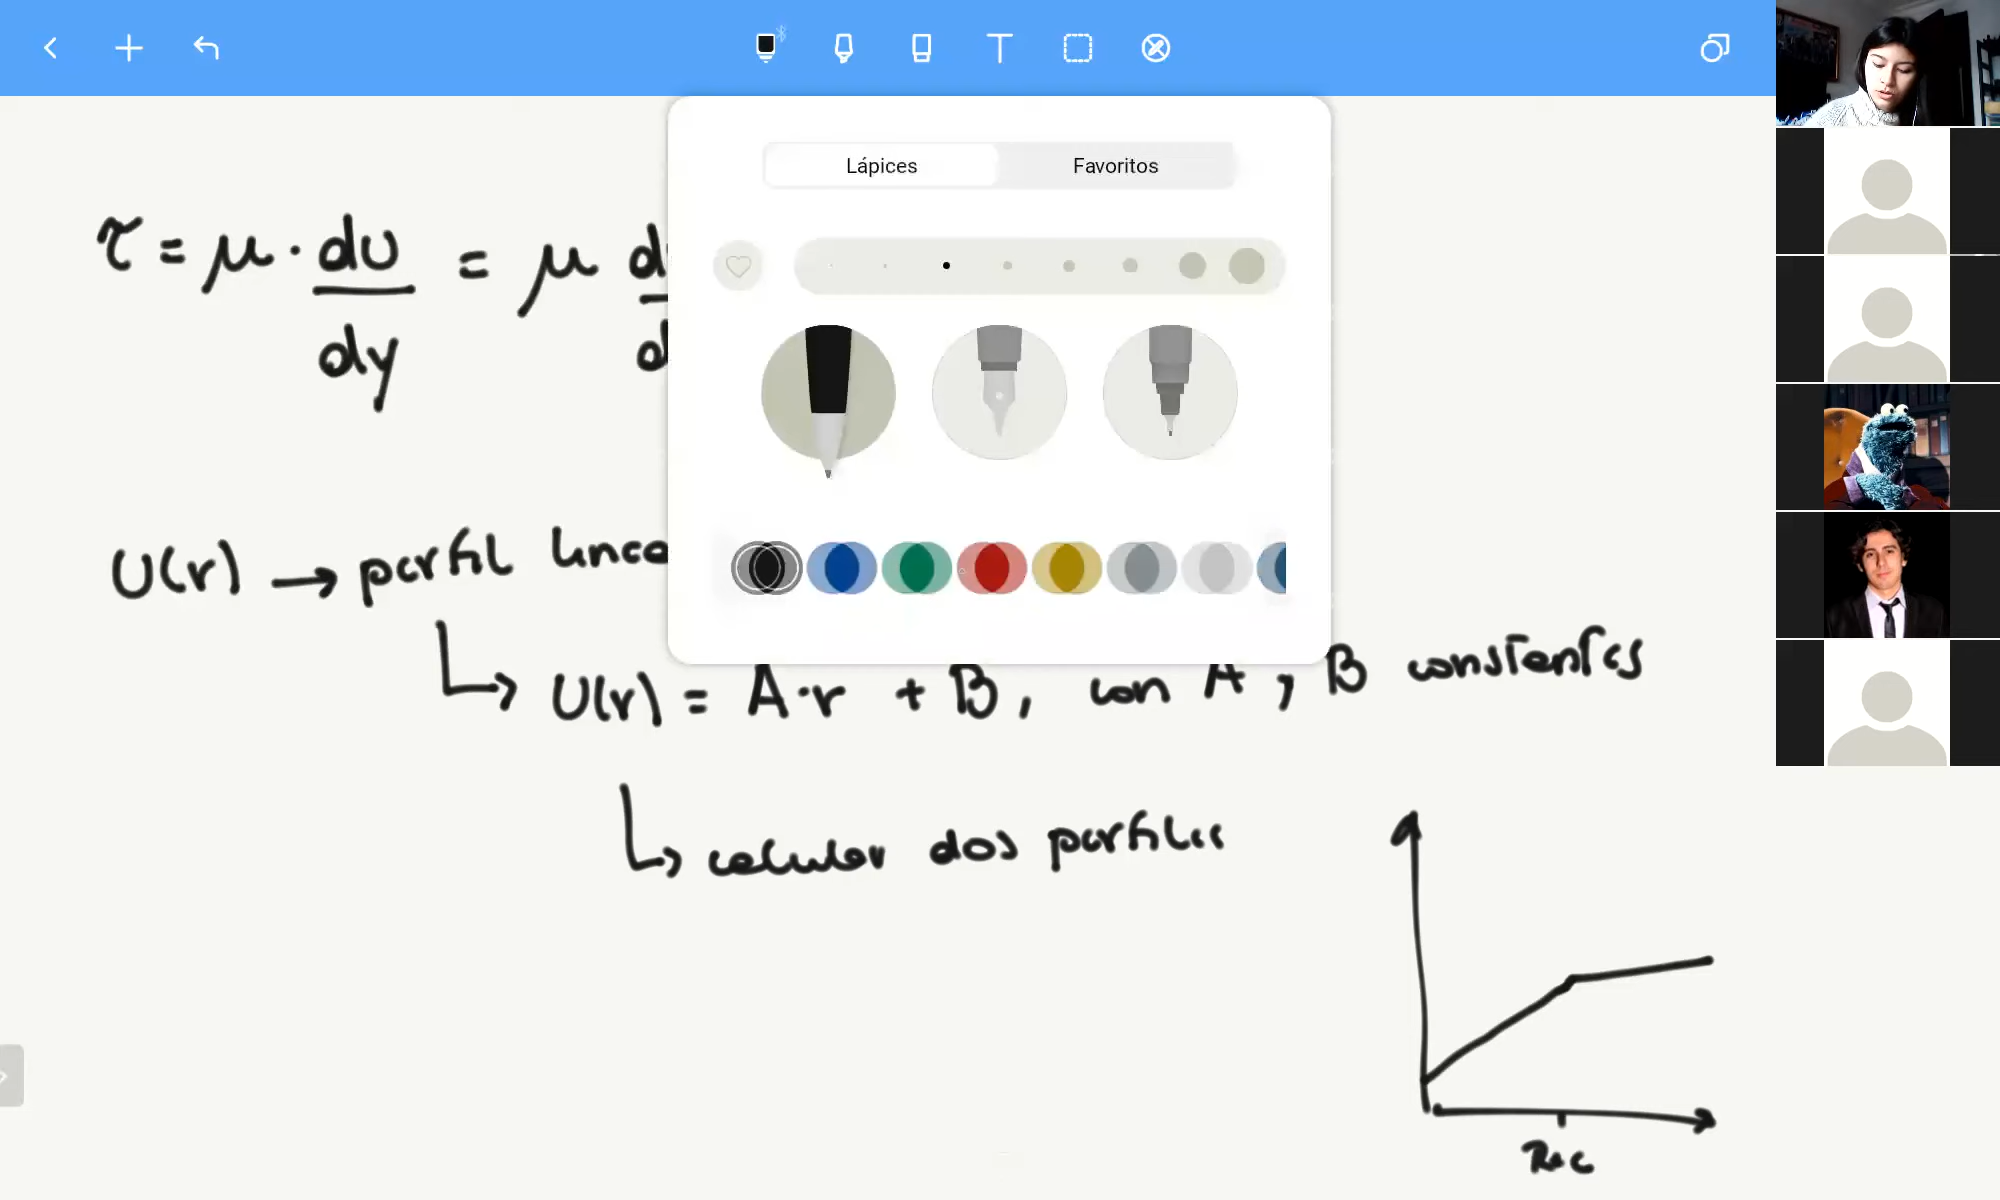 Lápices Favoritos
τ = μ · du/dy = μ d
U(r) → perfil linea
↳ U(r) = A·r + B, con A, B constantes
↳ calcular dos perfiles